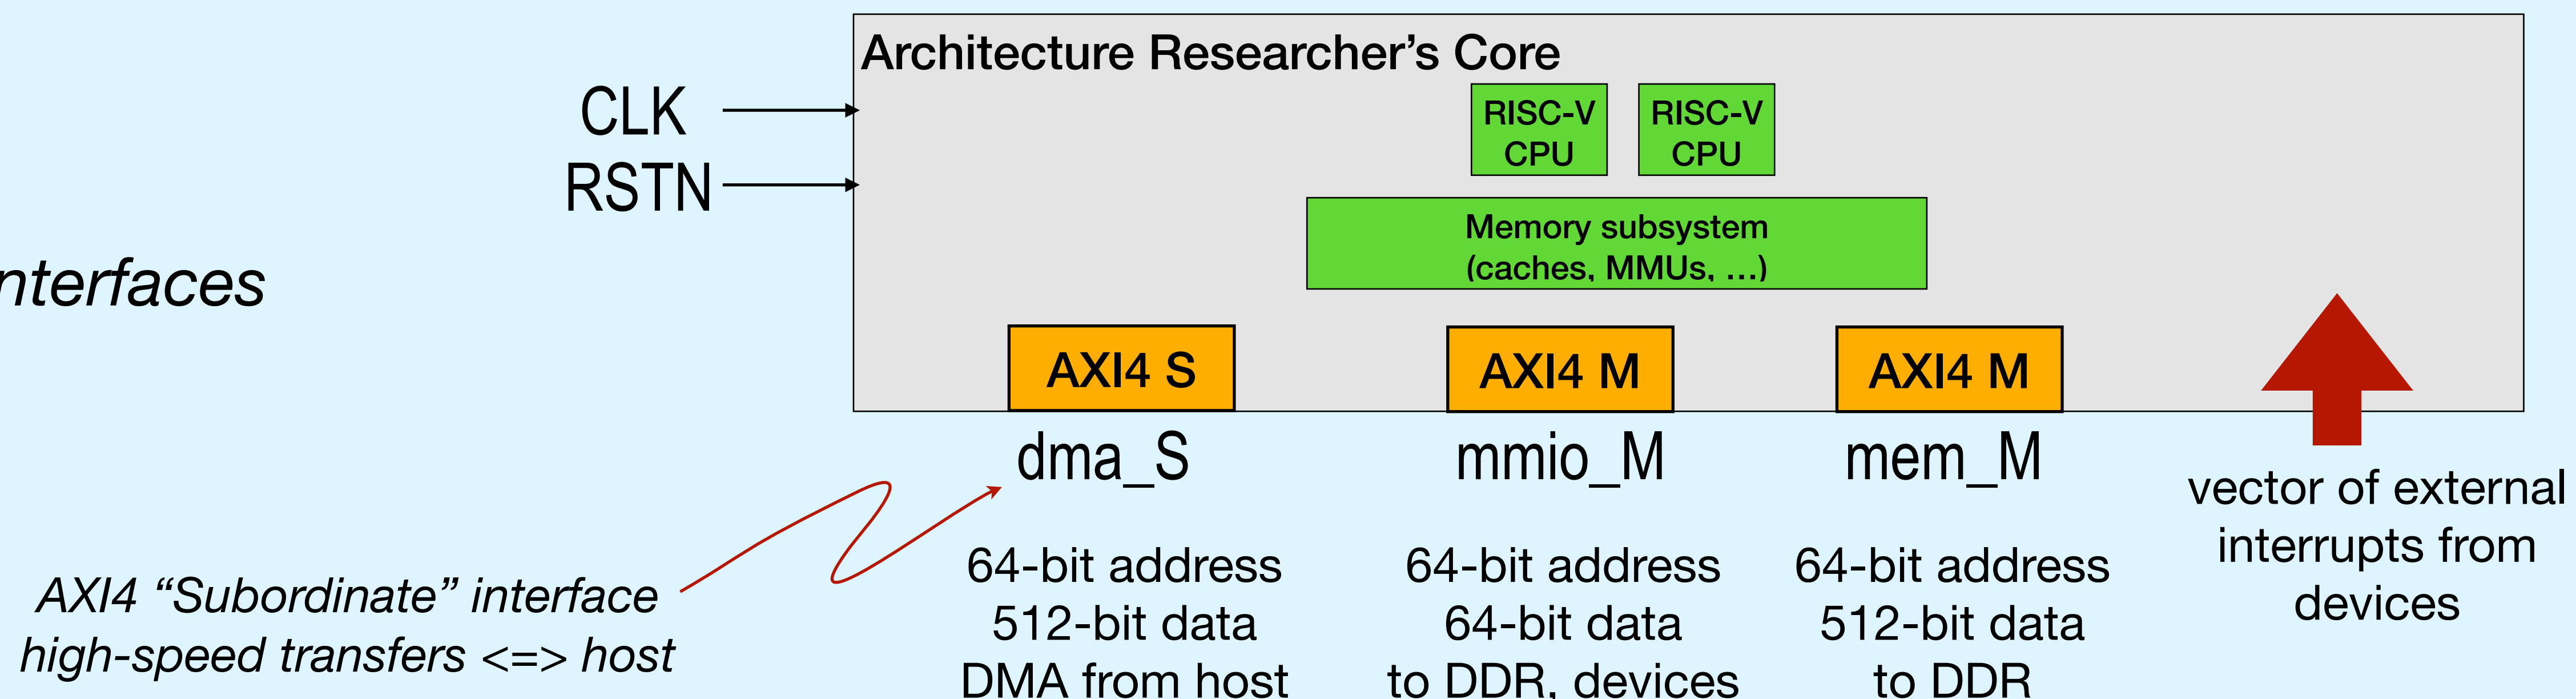 Architecture Researcher's Core
CLK
RSTN
RISC-V
CPU
RISC-V
CPU
Memory subsystem
(caches, MMUs, …)
AXI4 S
AXI4 M
AXI4 M
dma_S
mmio_M
mem_M
64-bit address
512-bit data
DMA from host
64-bit address
64-bit data
to DDR, devices
64-bit address
512-bit data
to DDR
vector of external
interrupts from
devices
AXI4 “Subordinate” interface
high-speed transfers <=> host